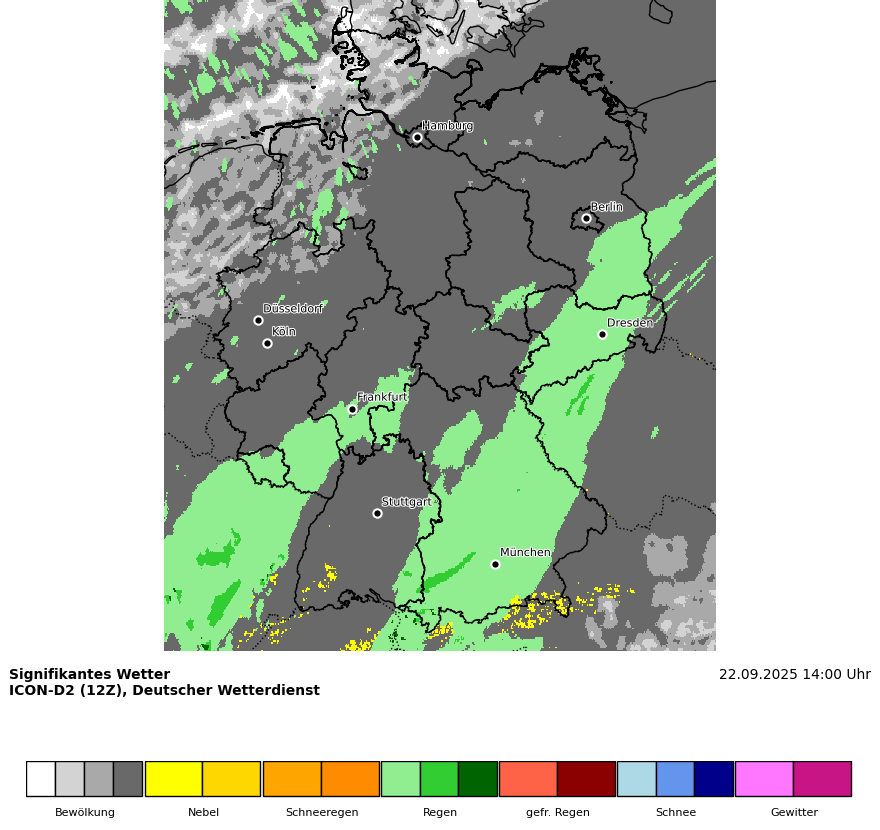 Hamburg
Berlin
Düsseldorf
Köln
Dresden
Frankfurt
Stuttgart
München
Signifikantes Wetter
22.09.2025 14:00 Uhr
ICON-D2 (12Z), Deutscher Wetterdienst
Bewölkung
Nebel
Schneeregen
Regen
gefr. Regen
Schnee
Gewitter